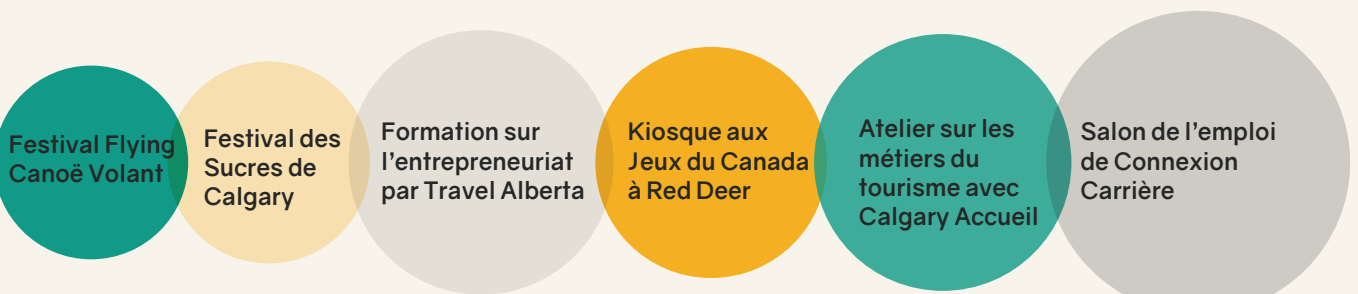 Festival Flying
Canoë Volant
Festival des
Sucres de
Calgary
Formation sur
l’entrepreneuriat
par Travel Alberta
Kiosque aux
Jeux du Canada
à Red Deer
Atelier sur les
métiers du
tourisme avec
Calgary Accueil
Salon de l’emploi
de Connexion
Carrière